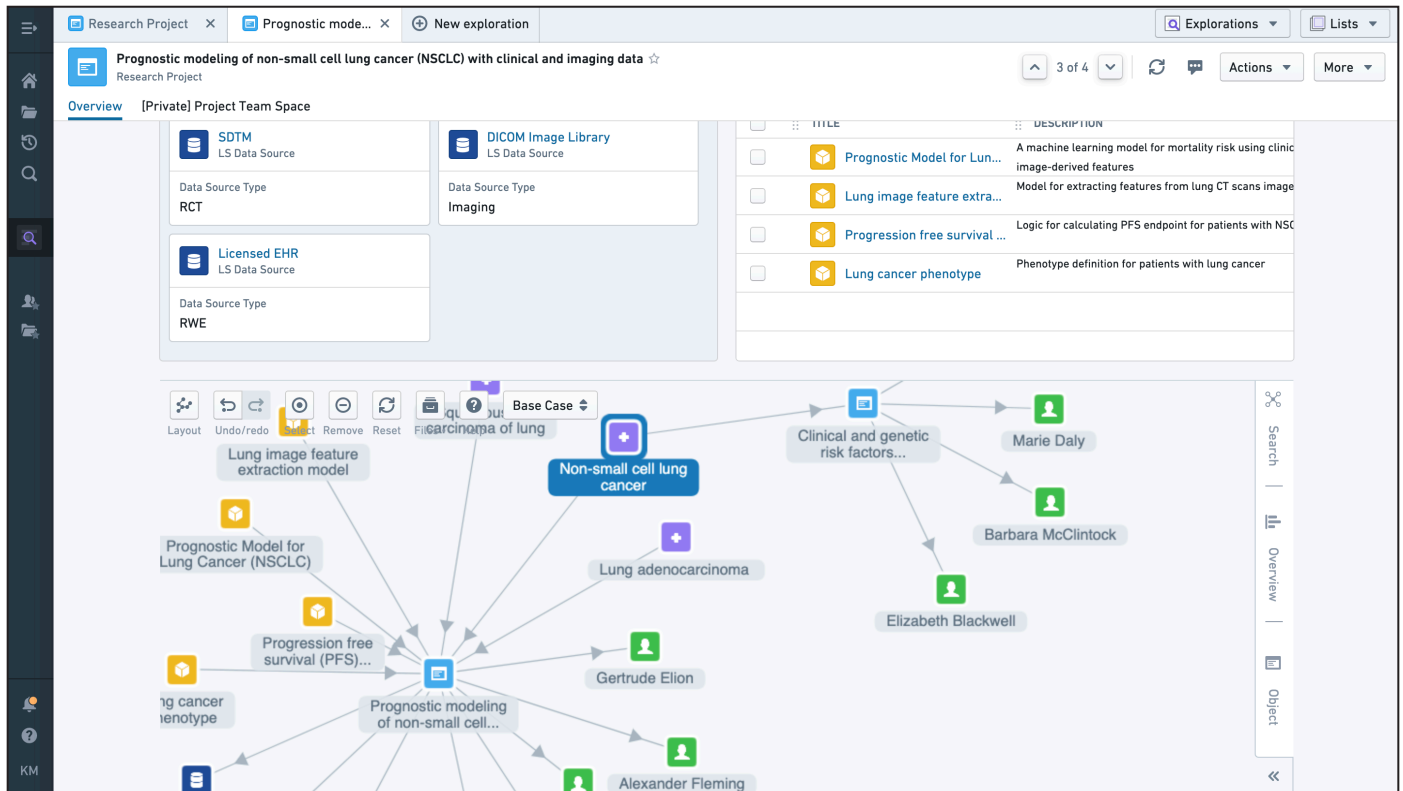 Research Project
Prognostic mode...
New exploration
Explorations
Lists
Prognostic modeling of non-small cell lung cancer (NSCLC) with clinical and imaging data
Research Project
3 of 4
Actions
More
Overview
[Private] Project Team Space
SDTM
LS Data Source
Data Source Type
RCT
DICOM Image Library
LS Data Source
Data Source Type
Imaging
Licensed EHR
LS Data Source
Data Source Type
RWE
TITLE
DESCRIPTION
Prognostic Model for Lun...
A machine learning model for mortality risk using clinic
image-derived features
Lung image feature extra...
Model for extracting features from lung CT scans image
Progression free survival ...
Logic for calculating PFS endpoint for patients with NSC
Lung cancer phenotype
Phenotype definition for patients with lung cancer
Layout
Undo/redo
Select
Remove
Reset
Base Case
carcinoma of lung
Lung image feature
extraction model
Non-small cell lung
cancer
Clinical and genetic
risk factors...
Marie Daly
Barbara McClintock
Elizabeth Blackwell
Prognostic Model for
Lung Cancer (NSCLC)
Lung adenocarcinoma
Progression free
survival (PFS)...
Gertrude Elion
ng cancer
henotype
Prognostic modeling
of non-small cell...
Alexander Fleming
Search
Overview
Object
KM